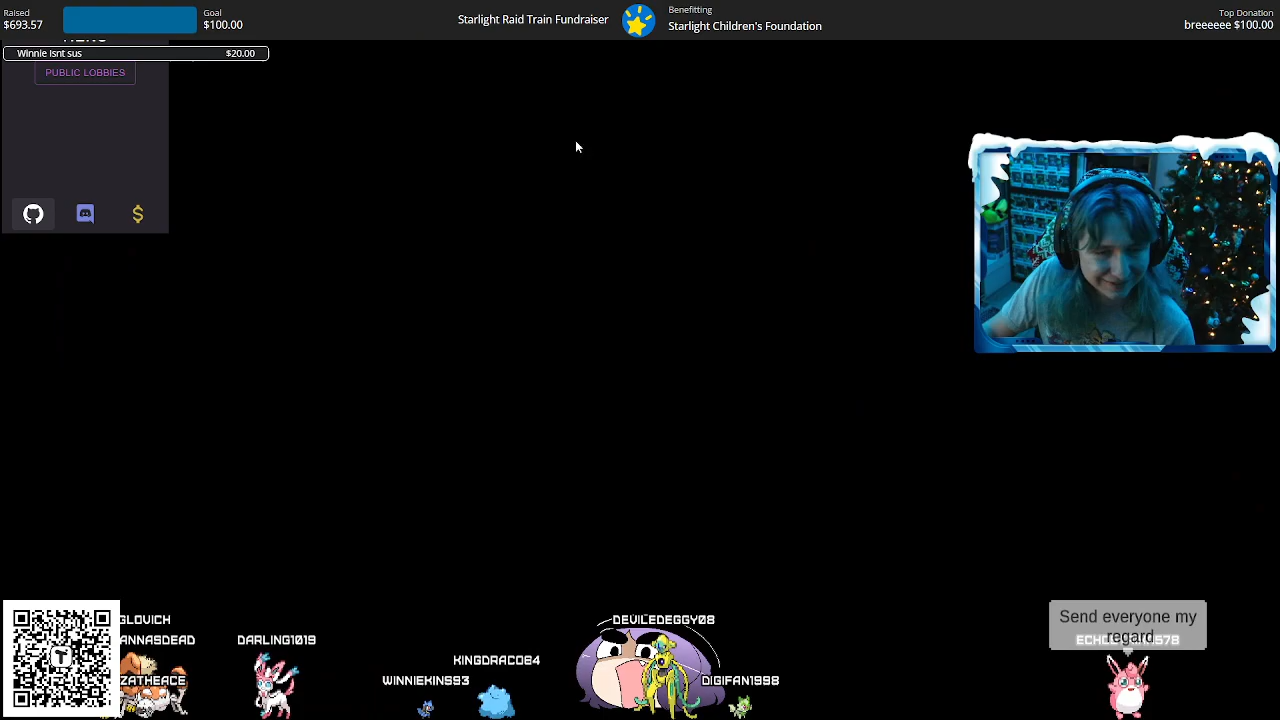 Raised
$693.57
Goal
$100.00
Starlight Raid Train Fundraiser
Benefitting
Starlight Children's Foundation
Top Donation
breeeeee $100.00
Winnie Isnt sus $20.00
PUBLIC LOBBIES
GLOVICH
ANNASDEAD
ZATHEACE
DARLING1019
WINNIEKINS93
KINGDRACO84
DEVILEDEGGY08
DIGIFAN1998
Send everyone my
regard